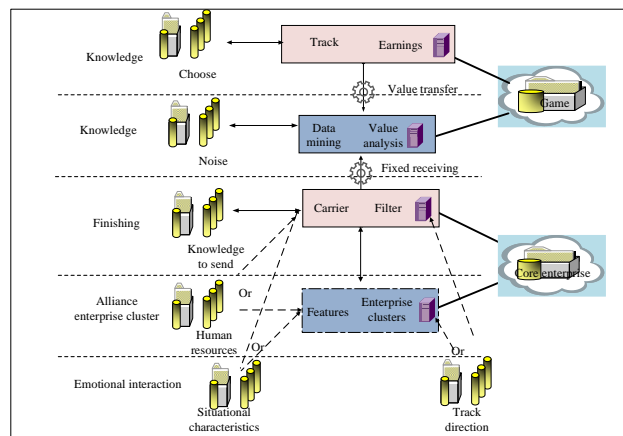 Knowledge
Choose
Track
Earnings
Value transfer
Game
Knowledge
Noise
Data
mining
Value
analysis
Fixed receiving
Finishing
Knowledge
to send
Carrier
Filter
Core enterprise
Alliance
enterprise cluster
Or
Human
resources
Features
Enterprise
clusters
Or
Or
Emotional interaction
Situational
characteristics
Track
direction